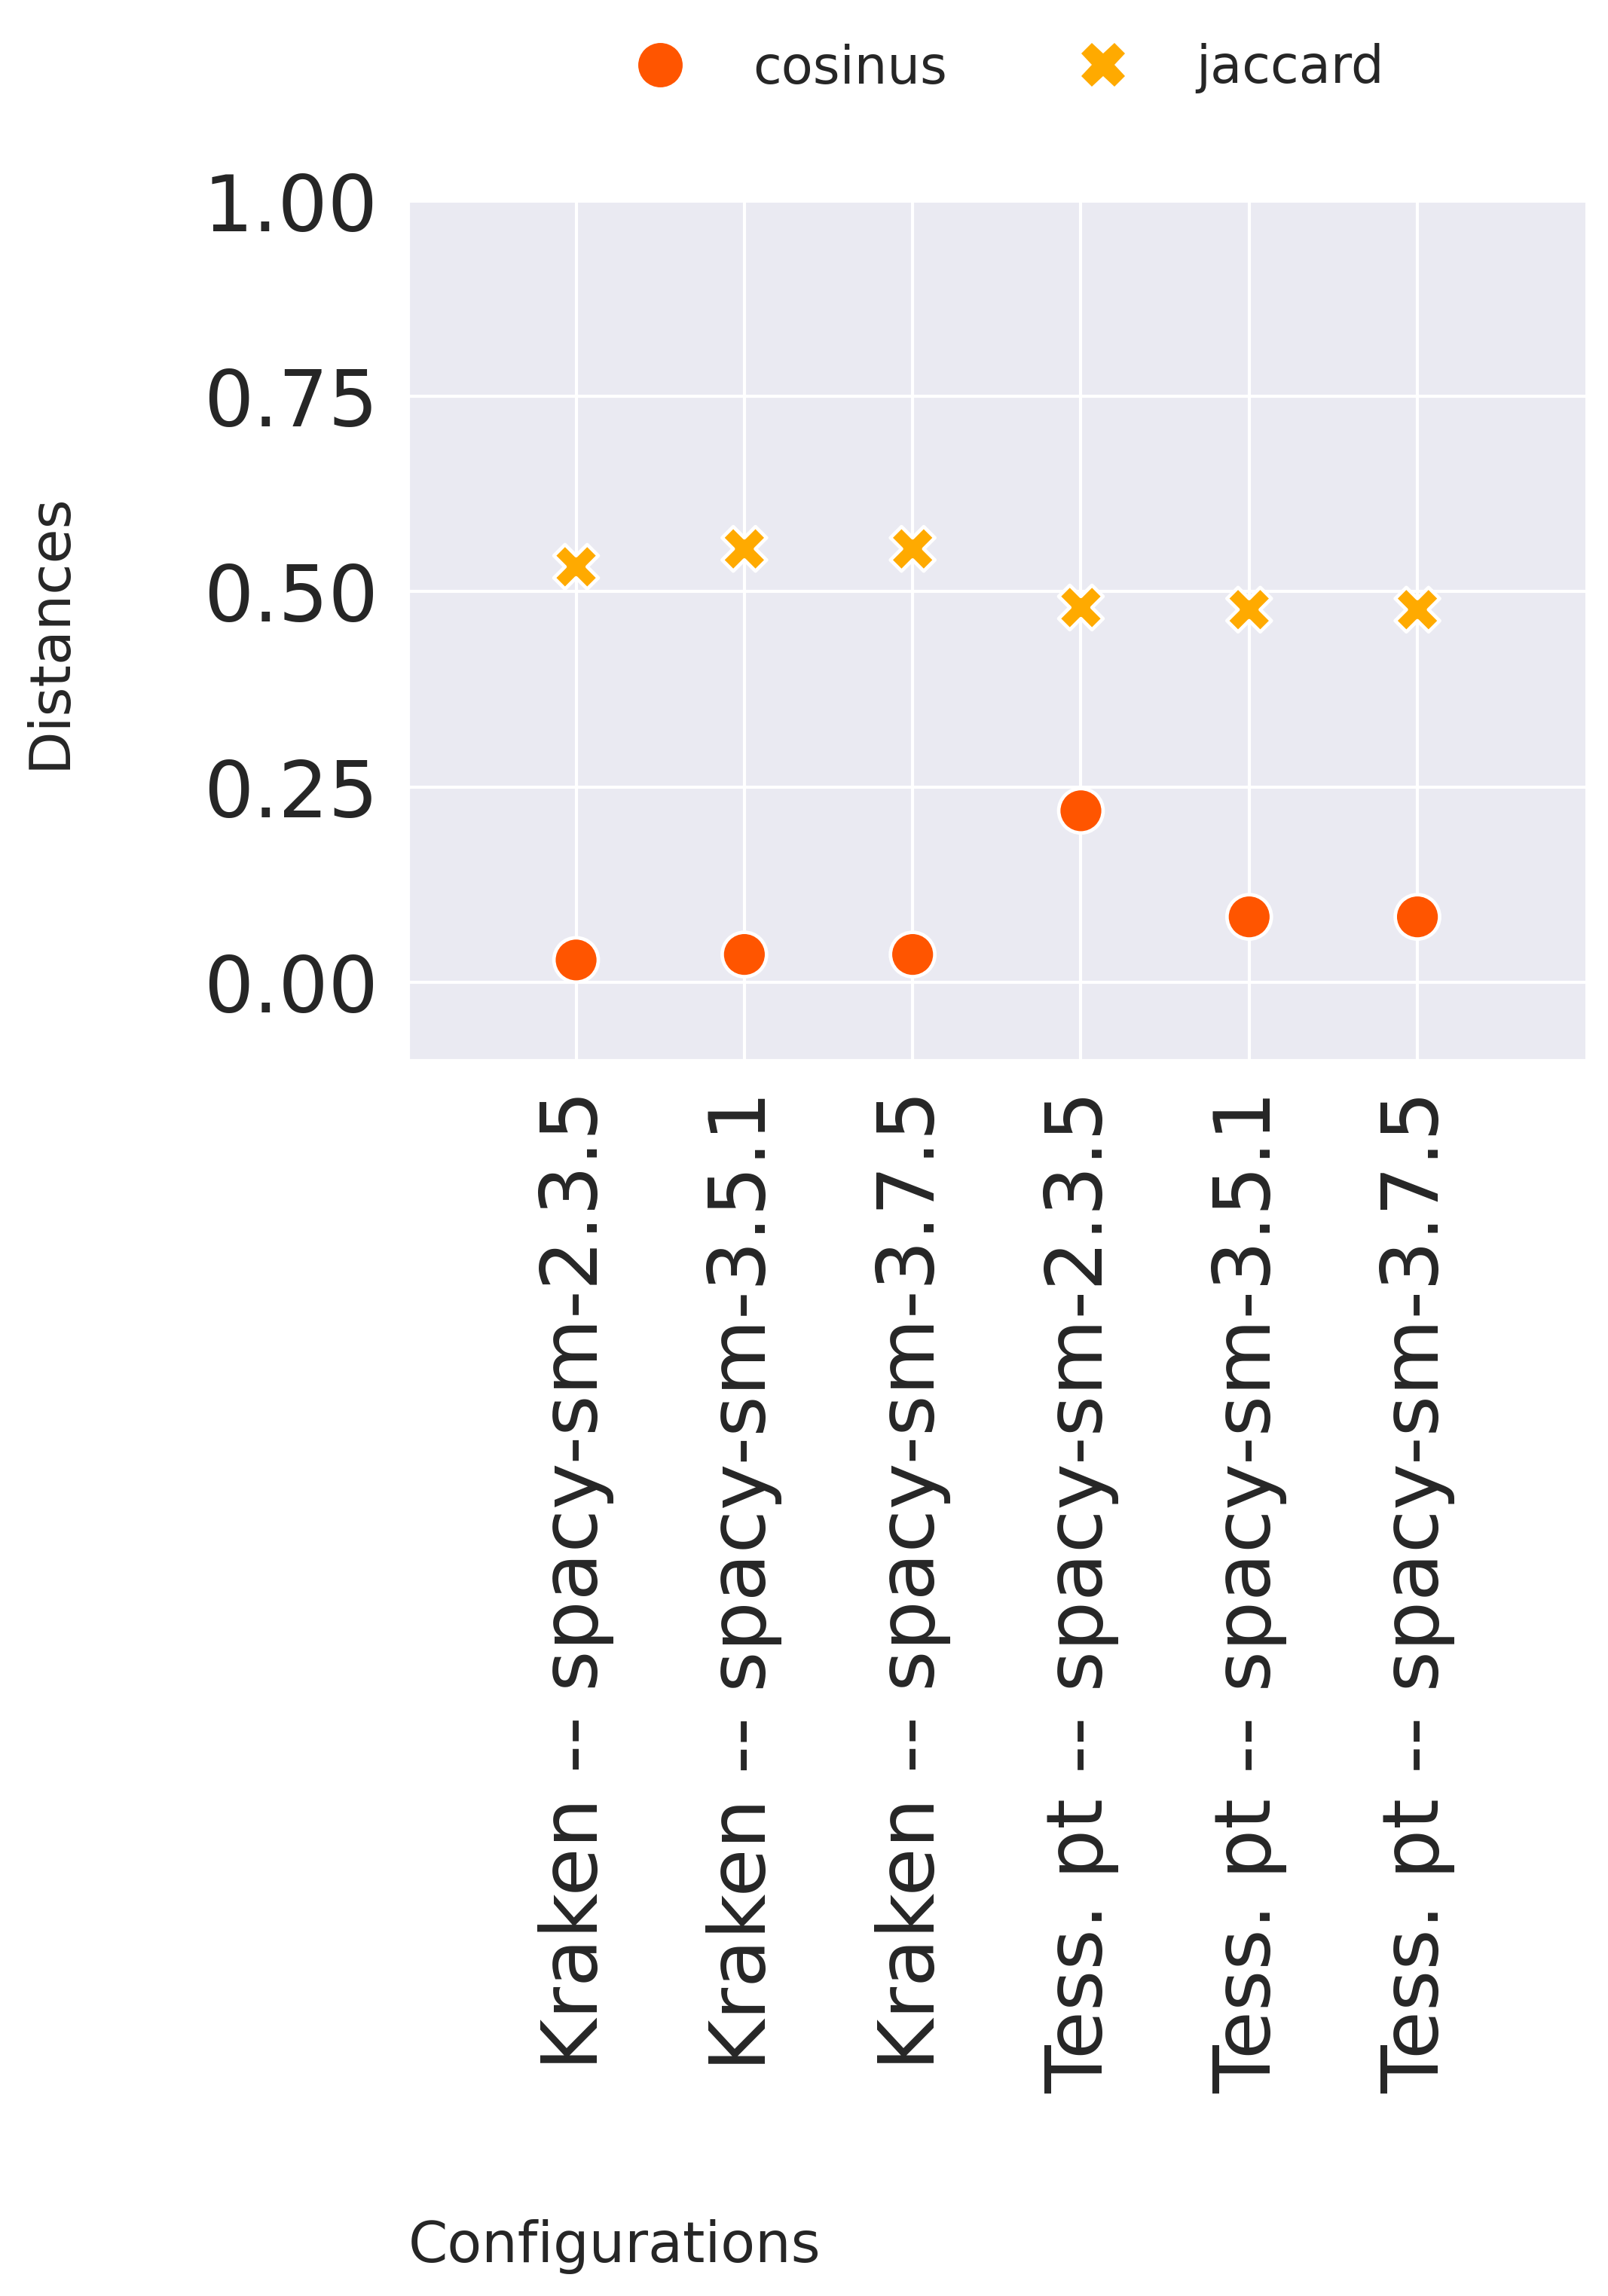 cosinus jaccard
1.00
0.75
0.50
0.25
0.00
Distances
Kraken -- spacy-sm-2.3.5
Kraken -- spacy-sm-3.5.1
Kraken -- spacy-sm-3.7.5
Tess. pt -- spacy-sm-2.3.5
Tess. pt -- spacy-sm-3.5.1
Tess. pt -- spacy-sm-3.7.5
Configurations